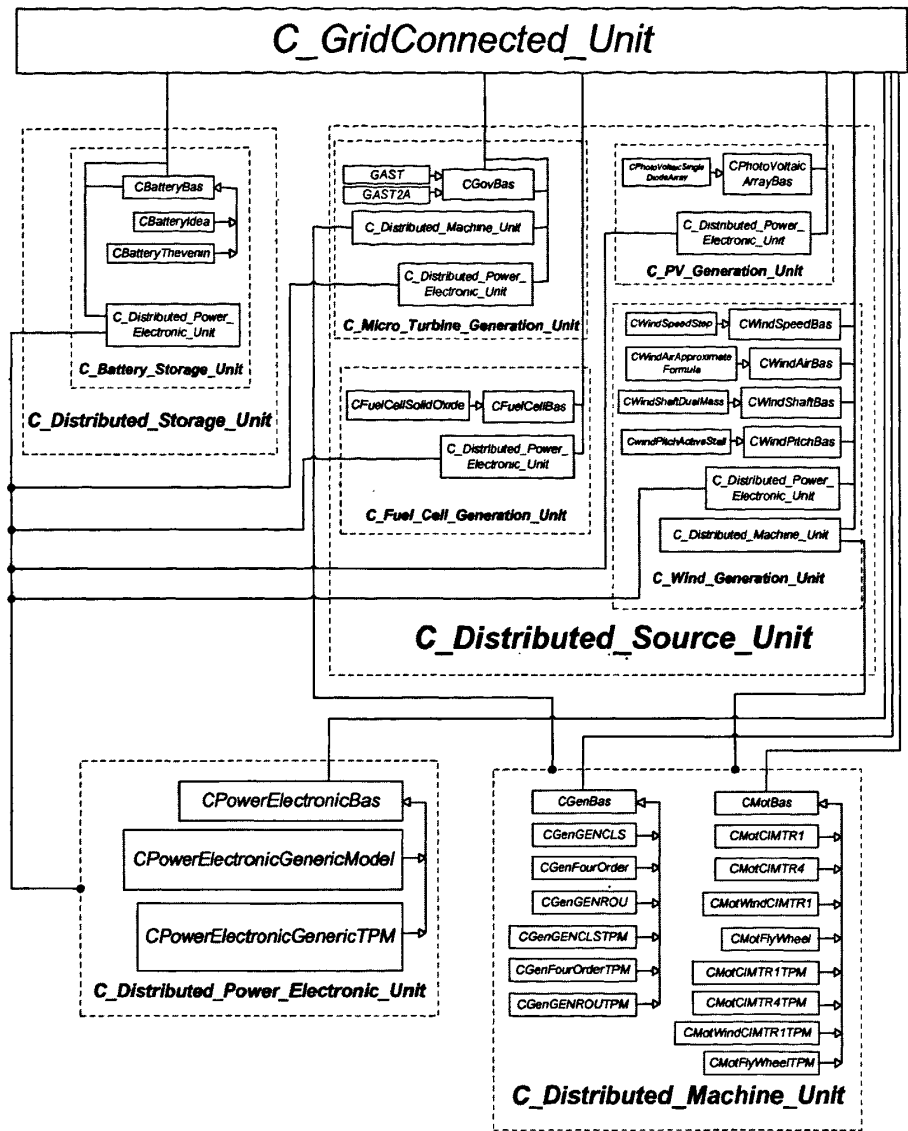 C_GridConnected_Unit
CBatteryBas
CBatteryIdea
CBatteryThevenin
C_Distributed_Power_
Electronic_Unit
C_Battery_Storage_Unit
C_Distributed_Storage_Unit
GAST
GAST2A
CGovBas
C_Distributed_Machine_Unit
C_Distributed_Power_
Electronic_Unit
C_Micro_Turbine_Generation_Unit
CFuelCellSolidOxide
CFuelCellBas
C_Distributed_Power_
Electronic_Unit
C_Fuel_Cell_Generation_Unit
CPhotoVoltaicSingle
DiodeArray
CPhotoVoltaic
ArrayBas
C_Distributed_Power_
Electronic_Unit
C_PV_Generation_Unit
CWindSpeedStep
CWindSpeedBas
CWindAirApproximate
Formula
CWindAirBas
CWindShaftDualMass
CWindShaftBas
CwindPitchActiveStall
CWindPitchBas
C_Distributed_Power_
Electronic_Unit
C_Distributed_Machine_Unit
C_Wind_Generation_Unit
C_Distributed_Source_Unit
CPowerElectronicBas
CPowerElectronicGenericModel
CPowerElectronicGenericTPM
C_Distributed_Power_Electronic_Unit
CGenBas
CGenGENCLS
CGenFourOrder
CGenGENROU
CGenGENCLSTPM
CGenFourOrderTPM
CGenGENROUTPM
CMotBas
CMotCIMTR1
CMotCIMTR4
CMotWindCIMTR1
CMotFlyWheel
CMotCIMTR1TPM
CMotCIMTR4TPM
CMotWindCIMTR1TPM
CMotFlyWheelTPM
C_Distributed_Machine_Unit